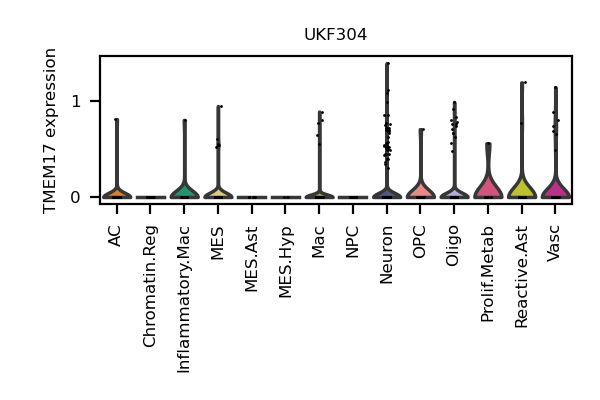 UKF304
TMEM17 expression
1
0
AC
Chromatin.Reg
Inflammatory.Mac
MES
MES.Ast
MES.Hyp
Mac
NPC
Neuron
OPC
Oligo
Prolif.Metab
Reactive.Ast
Vasc